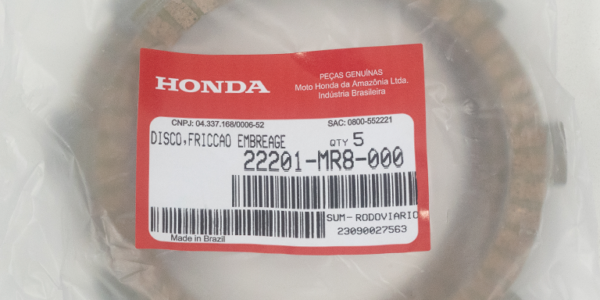 HONDA
PEÇAS GENUÍNAS
Moto Honda da Amazônia Ltda.
Indústria Brasileira
CNPJ: 04.337.168/0006-52
SAC: 0800-552221
DISCO,FRICCAO EMBREAGE
QTY 5
22201-MR8-000
SUM-RODOVIARIO
Made in Brazil
23090027563